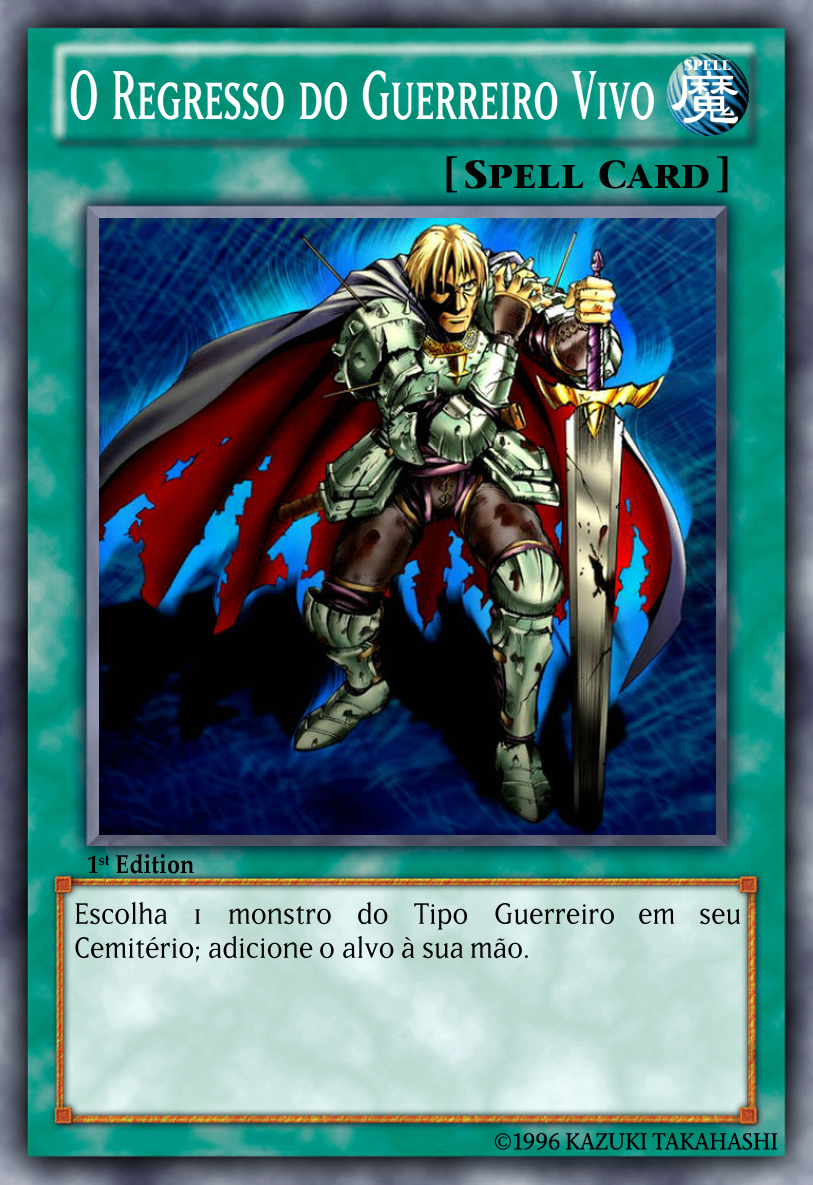 O Regresso do Guerreiro Vivo
SPELL
魔
[Spell Card]
1st Edition
Escolha 1 monstro do Tipo Guerreiro em seu
Cemitério; adicione o alvo à sua mão.
©1996 KAZUKI TAKAHASHI